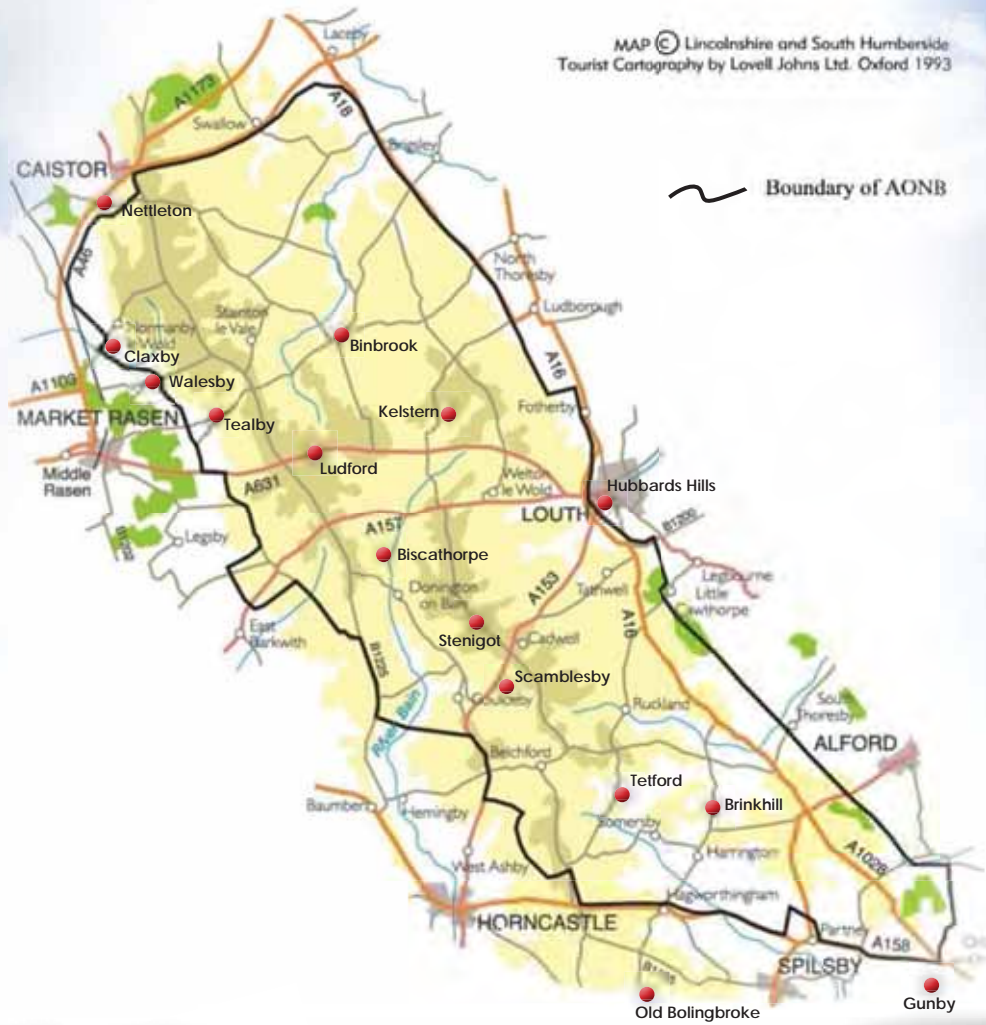 MAP © Lincolnshire and South Humberside
Tourist Cartography by Lovell Johns Ltd. Oxford 1993
Boundary of AONB
Laceby
A1173
A18
Swallow
Brigsley
CAISTOR
Nettleton
A46
North
Thoresby
Ludborough
Stainton
le Vale
Normanby
le Wold
Binbrook
Claxby
Walesby
A1103
A16
MARKET RASEN
Tealby
Kelstern
Fotherby
Ludford
Middle
Rasen
A631
Welton
le Wold
Hubbards Hills
LOUTH
A157
B1200
B1202
Legsby
Biscathorpe
Donington
on Bain
A153
Tathwell
Legbourne
Little
Cawthorpe
A16
Stenigot
Cadwell
East
Barkwith
B1225
Scamblesby
Goulceby
River Bain
Ruckland
South
Thoresby
ALFORD
Belchford
Tetford
Brinkhill
Baumber
Hemingby
Somersby
Harrington
West Ashby
A1028
HORNCASTLE
Hagworthingham
Partney
A158
SPILSBY
B1195
Old Bolingbroke
Gunby